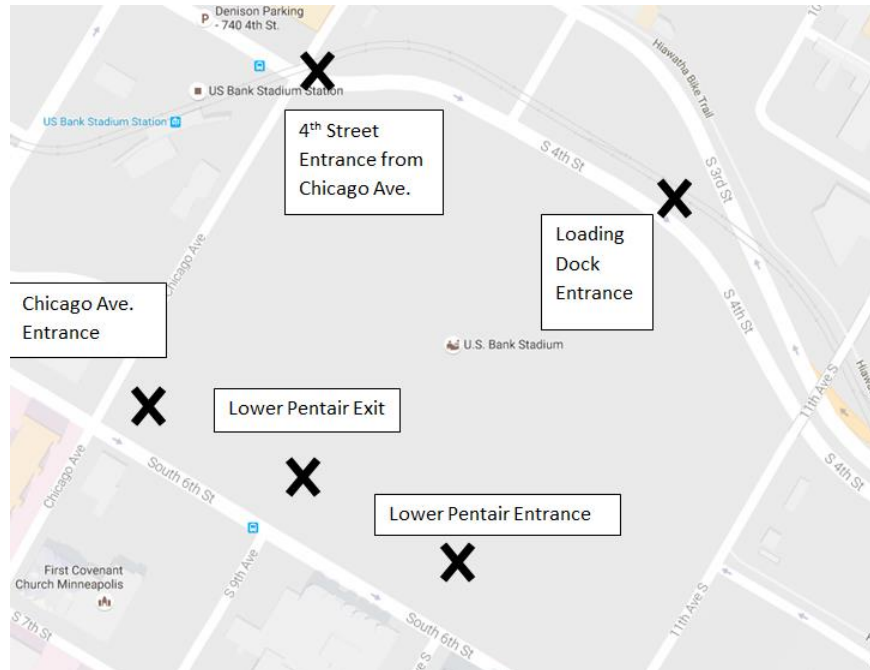 Denison Parking
- 740 4th St.
P
US Bank Stadium Station
US Bank Stadium Station
4th Street
Entrance from
Chicago Ave.
Hiawatha Bike Trail
S 3rd St
S 4th St
Loading
Dock
Entrance
Chicago Ave
S 4th St
Chicago Ave.
Entrance
U.S. Bank Stadium
11th Ave S
Lower Pentair Exit
S 4th St
Chicago Ave
South 6th St
Lower Pentair Entrance
First Covenant
Church Minneapolis
S 9th Ave
S 7th St
South 6th St
11th Ave S